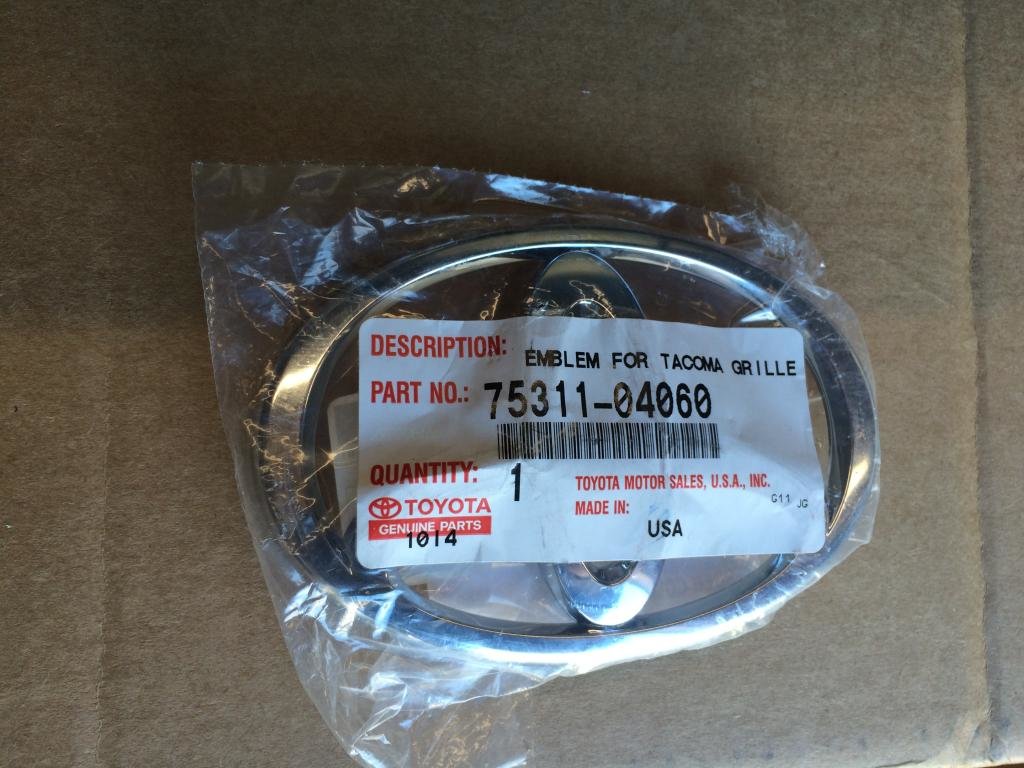 DESCRIPTION: EMBLEM FOR TACOMA GRILLE
PART NO.: 75311-04060
QUANTITY: 1
TOYOTA MOTOR SALES, U.S.A., INC.
MADE IN: USA
G11 JG
TOYOTA
GENUINE PARTS
1014